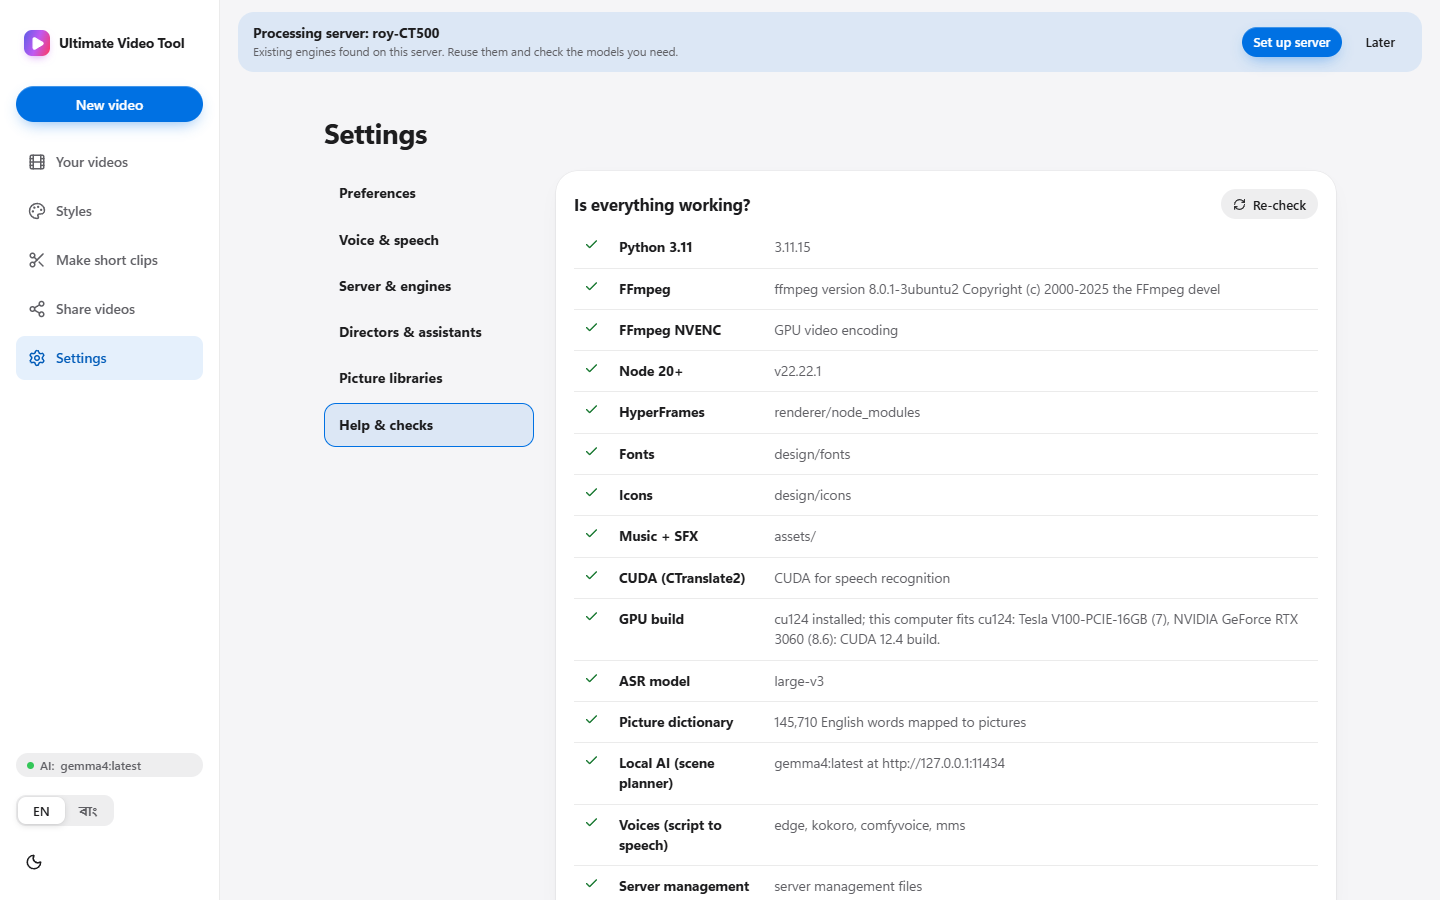 Ultimate Video Tool
New video
Your videos
Styles
Make short clips
Share videos
Settings
AI: gemma4:latest
EN
বাং
Processing server: roy-CT500
Existing engines found on this server. Reuse them and check the models you need.
Set up server
Later
Settings
Preferences
Voice & speech
Server & engines
Directors & assistants
Picture libraries
Help & checks
Is everything working?
Re-check
Python 3.11 3.11.15
FFmpeg ffmpeg version 8.0.1-3ubuntu2 Copyright (c) 2000-2025 the FFmpeg devel
FFmpeg NVENC GPU video encoding
Node 20+ v22.22.1
HyperFrames renderer/node_modules
Fonts design/fonts
Icons design/icons
Music + SFX assets/
CUDA (CTranslate2) CUDA for speech recognition
GPU build cu124 installed; this computer fits cu124: Tesla V100-PCIE-16GB (7), NVIDIA GeForce RTX
3060 (8.6): CUDA 12.4 build.
ASR model large-v3
Picture dictionary 145,710 English words mapped to pictures
Local AI (scene gemma4:latest at http://127.0.0.1:11434
planner)
Voices (script to edge, kokoro, comfyvoice, mms
speech)
Server management server management files